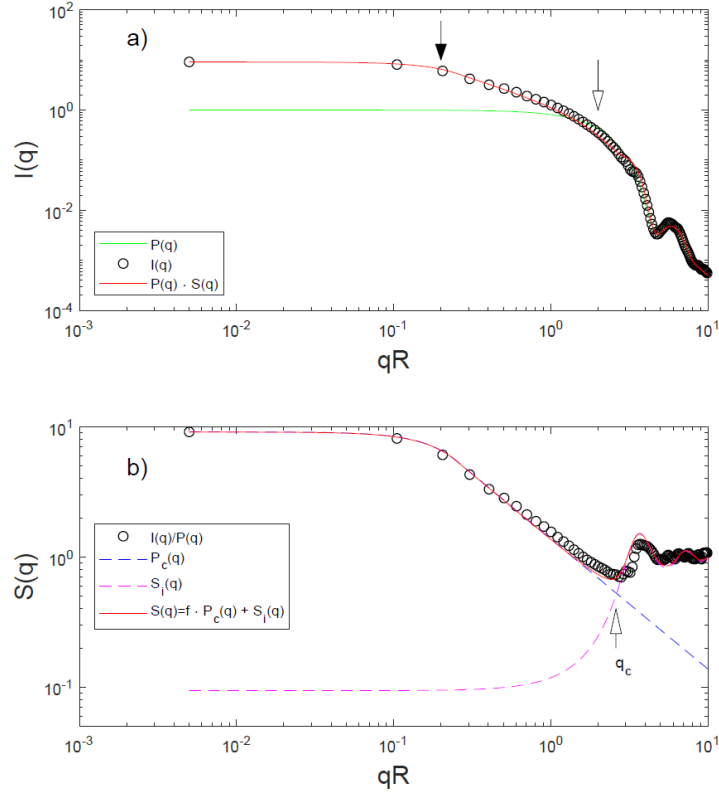 a)
I(q)
10^2
10^0
10^-2
10^-4
P(q)
I(q)
P(q) · S(q)
10^-3
10^-2
10^-1
10^0
10^1
qR
b)
S(q)
10^1
10^0
10^-1
I(q)/P(q)
P_c(q)
S_i(q)
S(q)=f · P_c(q) + S_i(q)
q_c
10^-3
10^-2
10^-1
10^0
10^1
qR